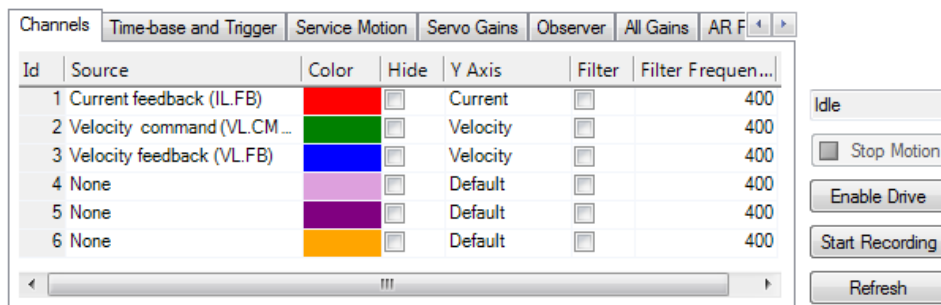 Channels Time-base and Trigger Service Motion Servo Gains Observer All Gains AR F
Id Source Color Hide Y Axis Filter Filter Frequen...
1 Current feedback (IL.FB) Current 400
2 Velocity command (VL.CM ... Velocity 400
3 Velocity feedback (VL.FB) Velocity 400
4 None Default 400
5 None Default 400
6 None Default 400
Idle
Stop Motion
Enable Drive
Start Recording
Refresh